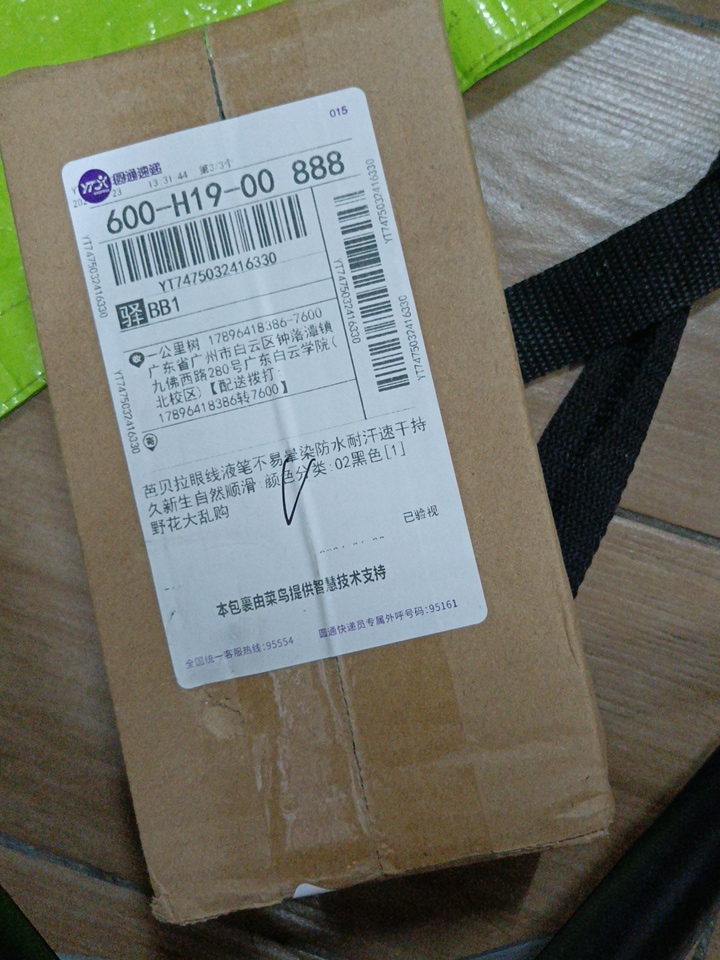 015
圆通速递
13:31:44 第2/3个
23
600-H19-00 888
YT7475032416330
驿BB1
一公里树 17896418386-7600
广东省广州市白云区钟洛潭镇
九佛西路280号广东白云学院(
北校区)【配送拨打:
17896418386转7600】
寄
YT7475032416330
YT7475032416330
YT7475032416330
YT7475032416330
YT7475032416330
芭贝拉眼线液笔不易晕染防水耐汗速干持
久新生自然顺滑 颜色分类:02黑色[1]
野花大乱购
已验视
本包裹由菜鸟提供智慧技术支持
全国统一客服热线:95554 圆通快递员专属外呼号码:95161